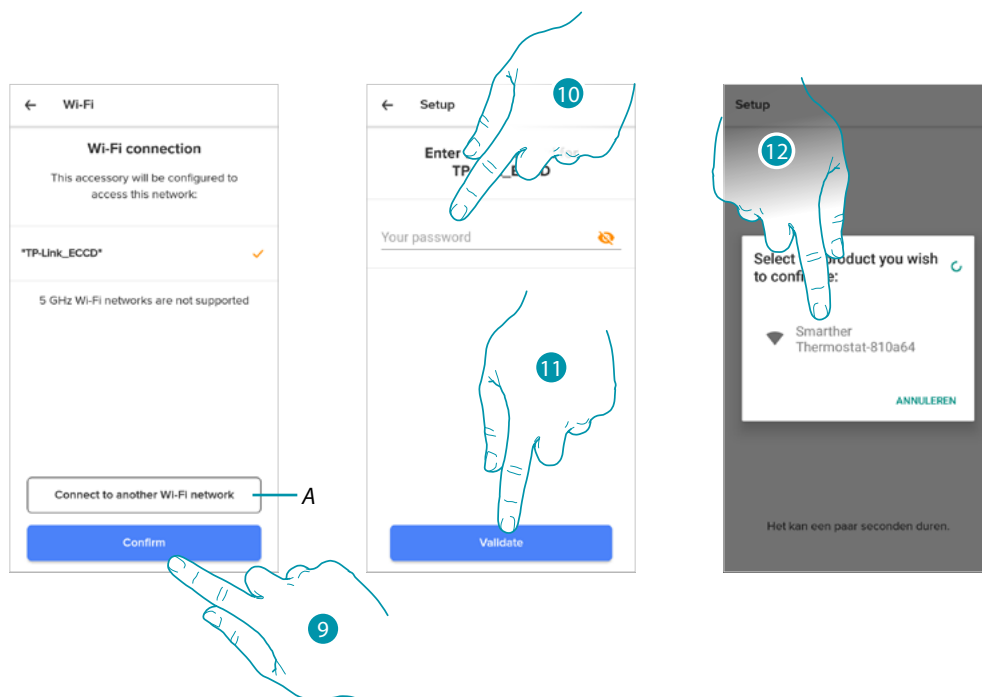 Wi-Fi
Wi-Fi connection
This accessory will be configured to
access this network:
"TP-Link_ECCD"
5 GHz Wi-Fi networks are not supported
Connect to another Wi-Fi network
A
Confirm
9
Setup
10
Enter
TP
Your password
11
Validate
Setup
12
Select product you wish
to
Smarther
Thermostat-810a64
ANNULEREN
Het kan een paar seconden duren.